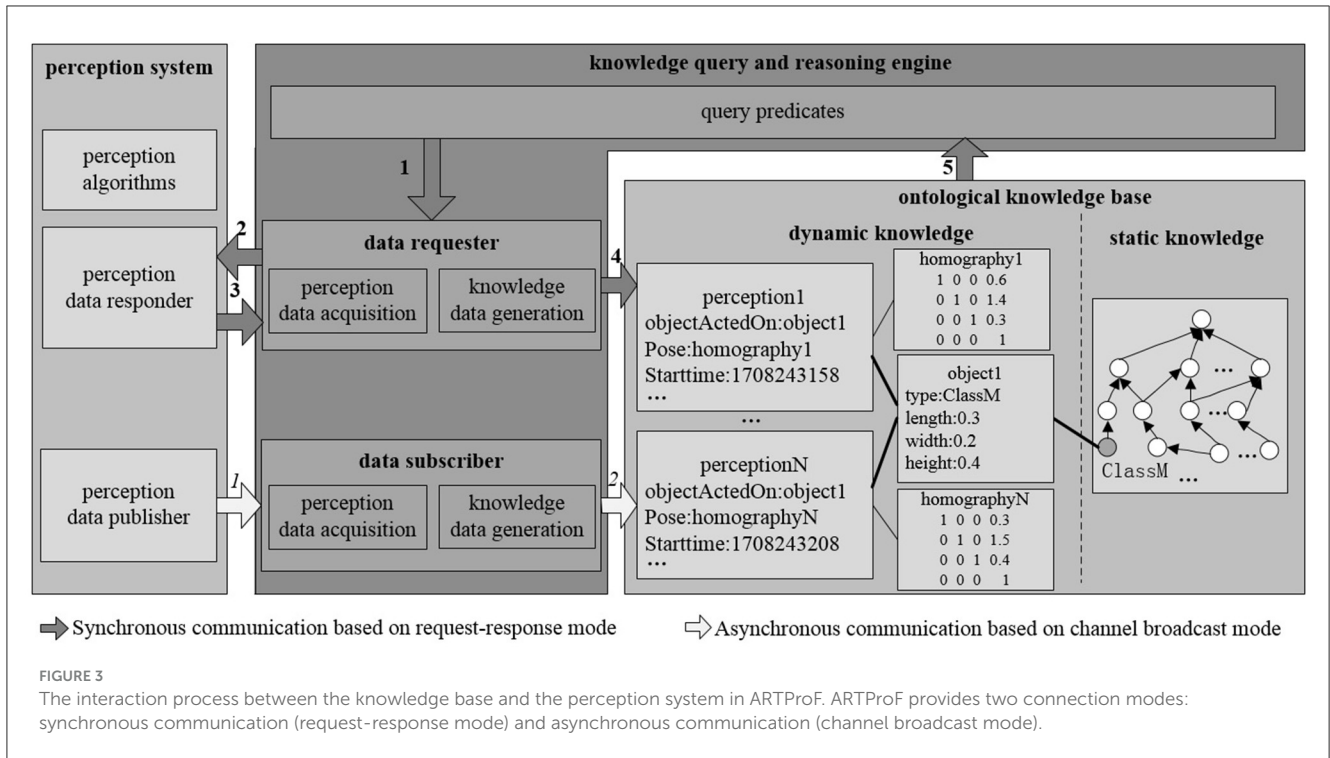 perception system
perception
algorithms
perception
data responder
perception
data publisher
knowledge query and reasoning engine
query predicates
1
2
3
data requester
perception
data acquisition
knowledge
data generation
4
5
1
data subscriber
perception
data acquisition
knowledge
data generation
2
ontological knowledge base
dynamic knowledge
static knowledge
perception1
objectActedOn:object1
Pose:homography1
Starttime:1708243158
...
...
perceptionN
objectActedOn:object1
Pose:homographyN
Starttime:1708243208
...
homography1
1 0 0 0.6
0 1 0 1.4
0 0 1 0.3
0 0 0 1
object1
type:ClassM
length:0.3
width:0.2
height:0.4
homographyN
1 0 0 0.3
0 1 0 1.5
0 0 1 0.4
0 0 0 1
...
...
...
ClassM ...
Synchronous communication based on request-response mode
Asynchronous communication based on channel broadcast mode
FIGURE 3
The interaction process between the knowledge base and the perception system in ARTProF. ARTProF provides two connection modes:
synchronous communication (request-response mode) and asynchronous communication (channel broadcast mode).